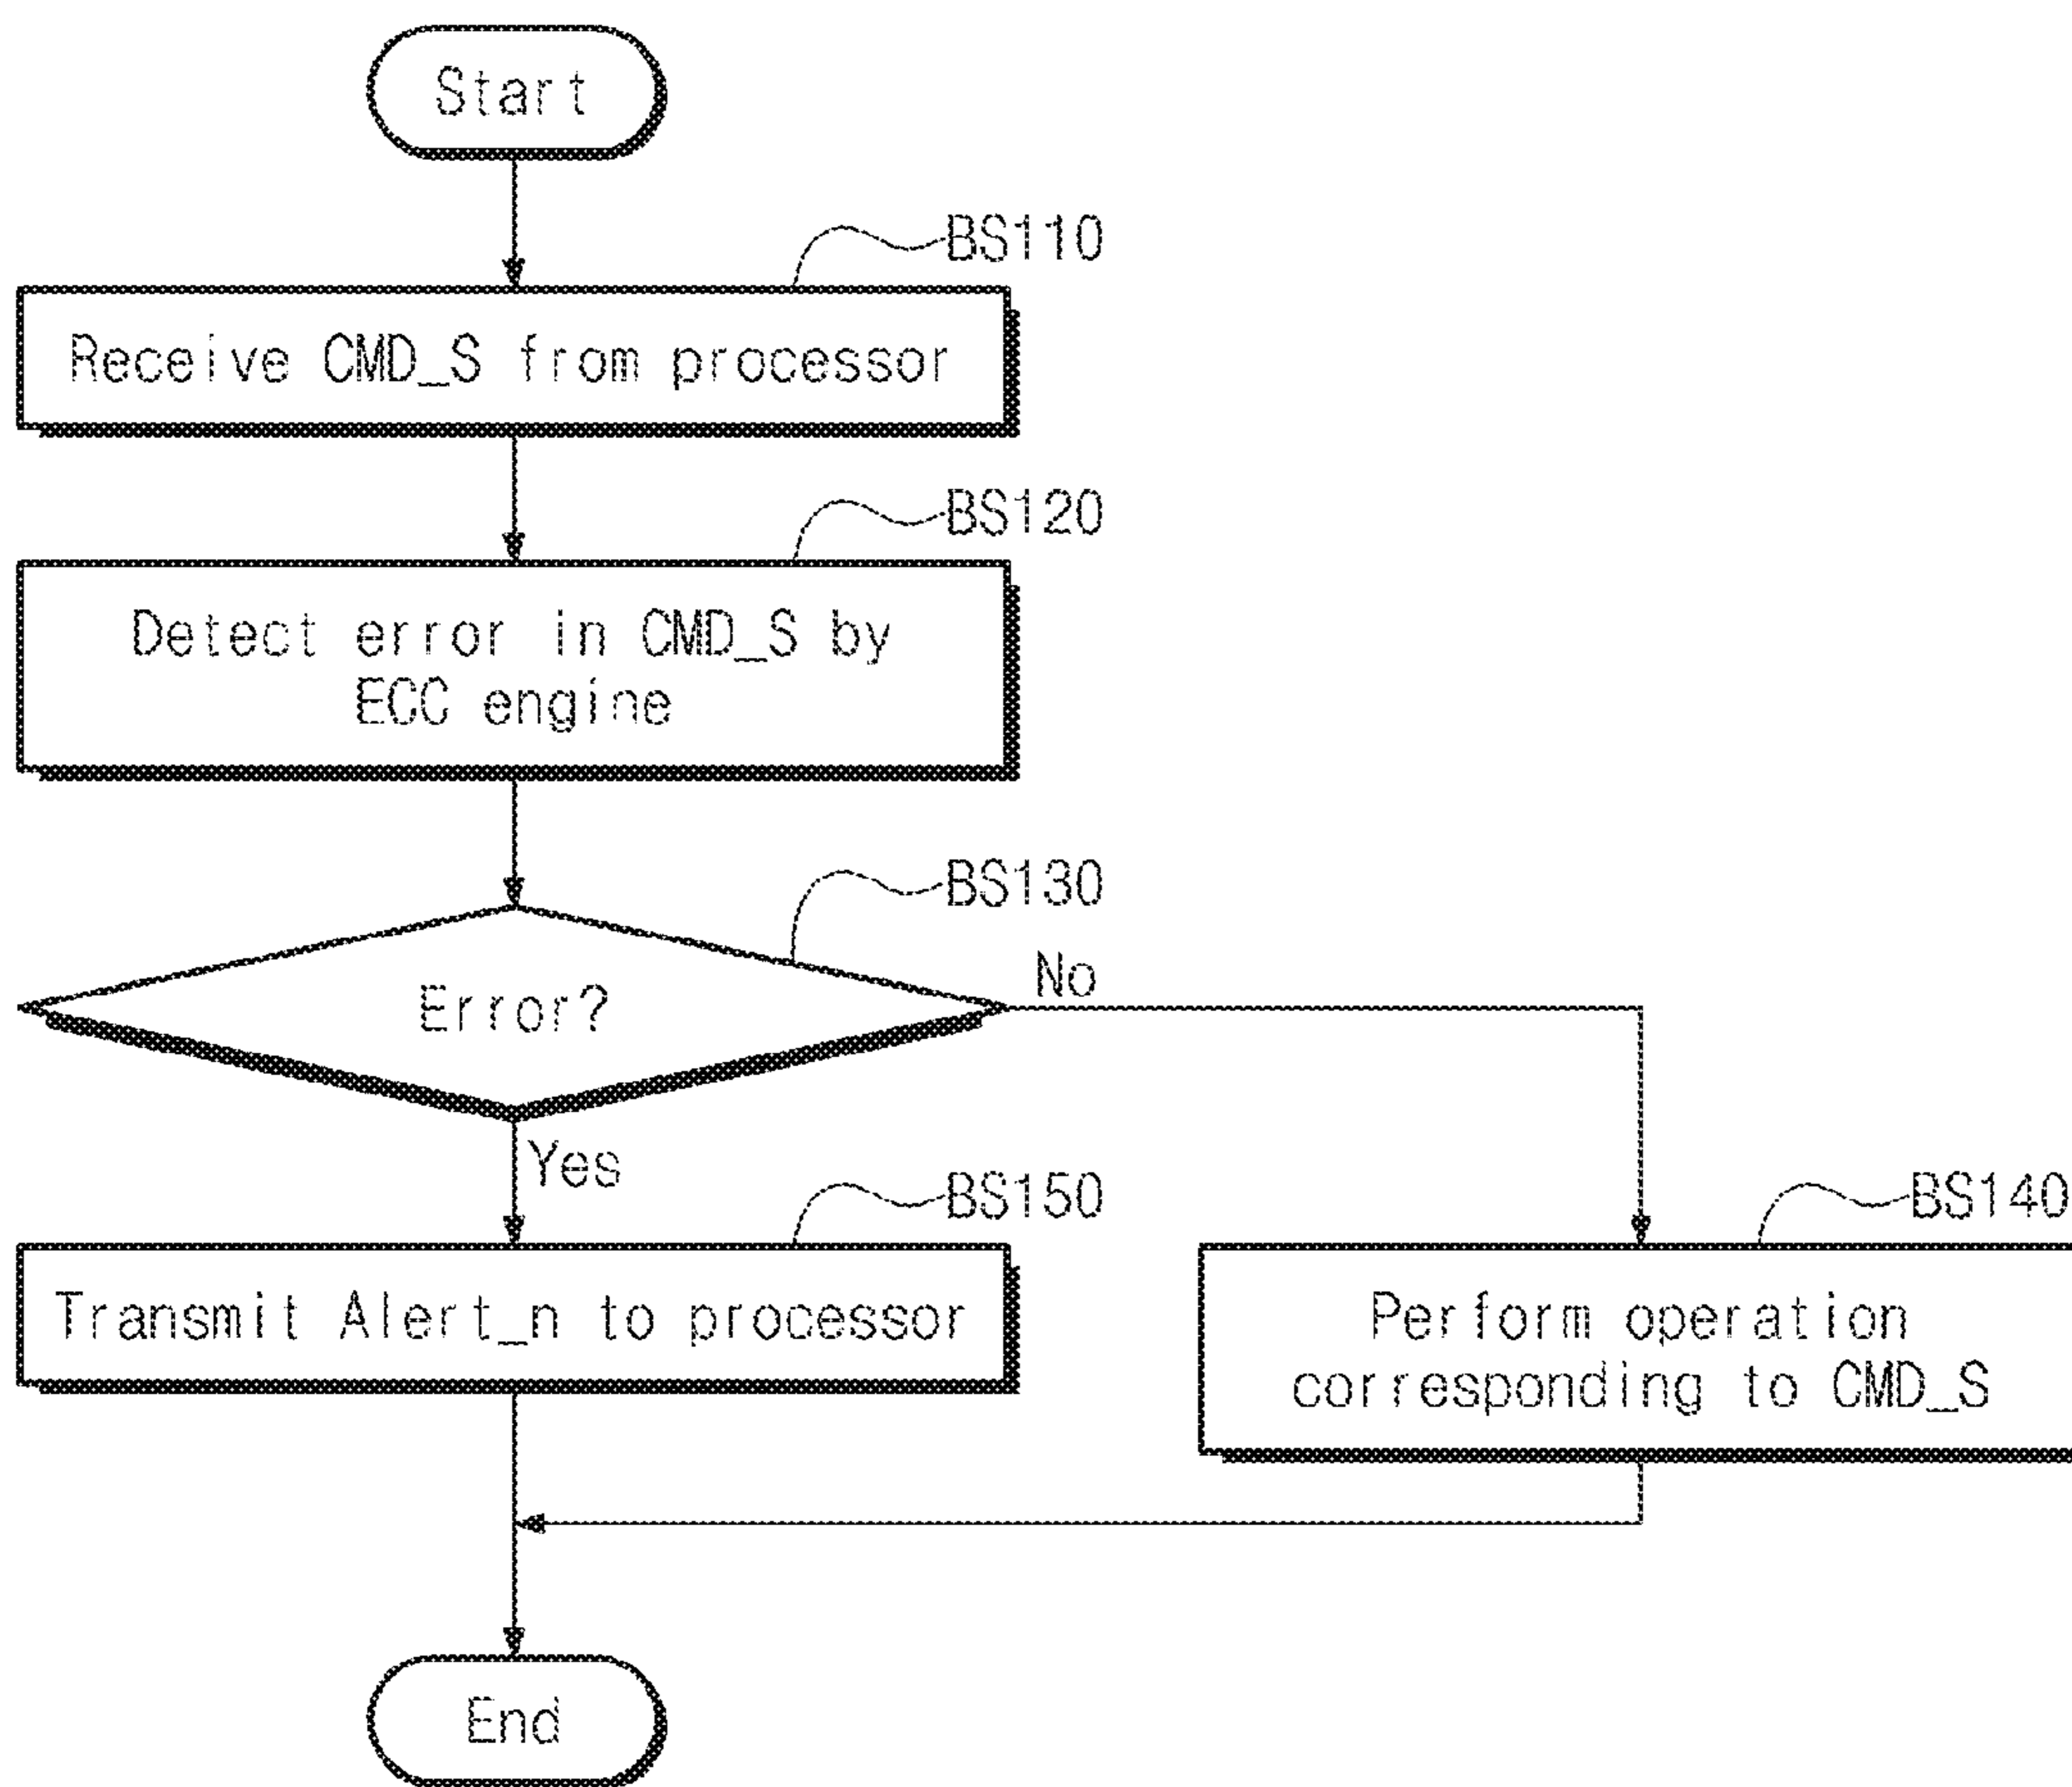 Start
BS110
Receive CMD_S from processor
BS120
Detect error in CMD_S by
ECC engine
BS130
Error?
No
Yes
BS150
Transmit Alert_n to processor
BS140
Perform operation
corresponding to CMD_S
End